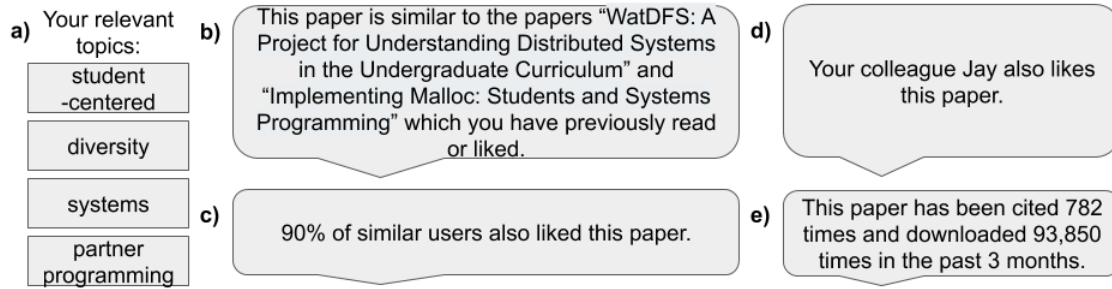 a)
Your relevant
topics:
student
-centered
diversity
systems
partner
programming
b)
This paper is similar to the papers “WatDFS: A
Project for Understanding Distributed Systems
in the Undergraduate Curriculum” and
“Implementing Malloc: Students and Systems
Programming” which you have previously read
or liked.
c)
90% of similar users also liked this paper.
d)
Your colleague Jay also likes
this paper.
e)
This paper has been cited 782
times and downloaded 93,850
times in the past 3 months.